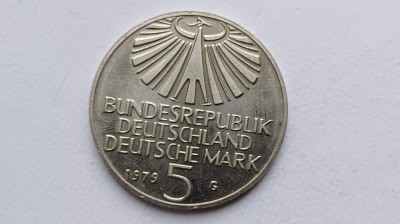 BUNDESREPUBLIK
DEUTSCHLAND
DEUTSCHE MARK
1979 5 G